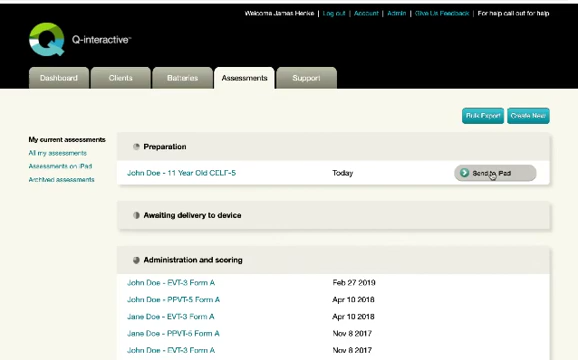 Welcome James Henke | Log out | Account | Admin | Give Us Feedback | For help call out for help
Q-interactive™
Dashboard Clients Batteries Assessments Support
Bulk Export Create New
My current assessments
All my assessments
Assessments on iPad
Archived assessments
Preparation
John Doe - 11 Year Old CELF-5 Today Send to iPad
Awaiting delivery to device
Administration and scoring
John Doe - EVT-3 Form A Feb 27 2019
John Doe - PPVT-5 Form A Apr 10 2018
Jane Doe - EVT-3 Form A Apr 10 2018
Jane Doe - PPVT-5 Form A Nov 8 2017
John Doe - EVT-3 Form A Nov 8 2017